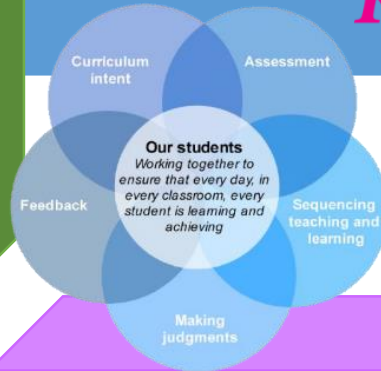 Curriculum
intent
Assessment
Our students
Working together to
ensure that every day, in
every classroom, every
student is learning and
achieving
Feedback
Sequencing
teaching and
learning
Making
judgments